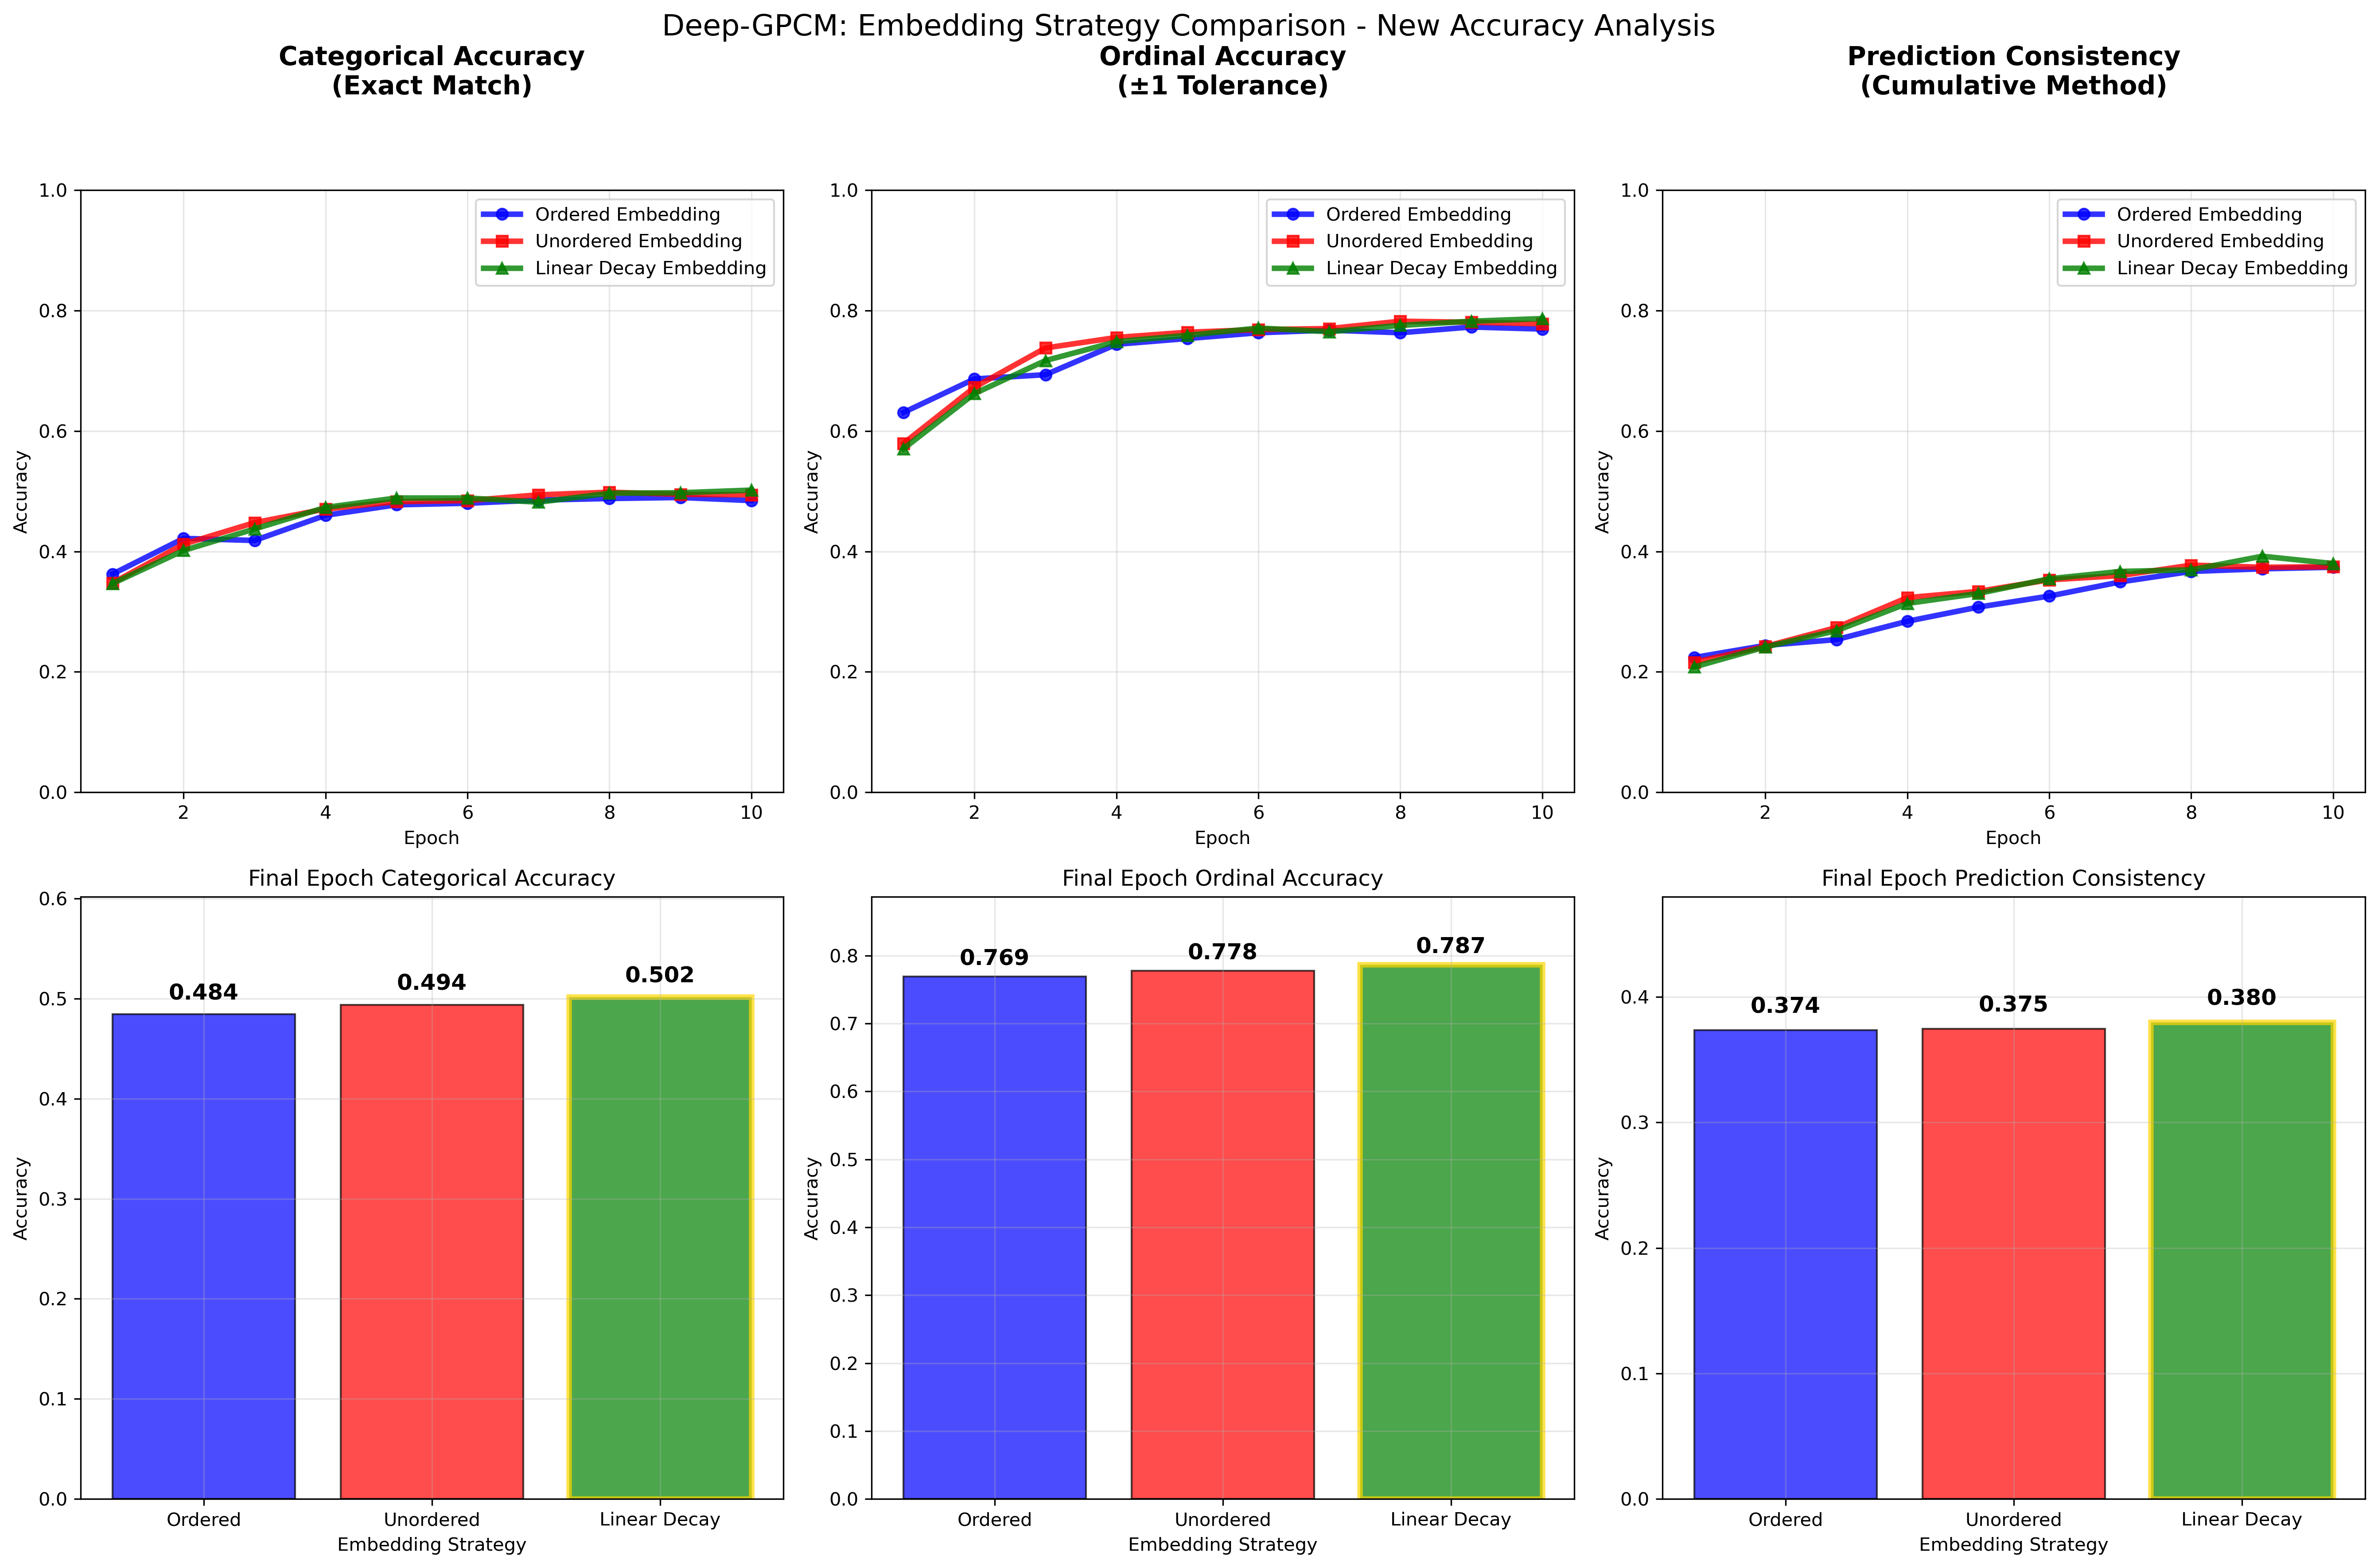 Deep-GPCM: Embedding Strategy Comparison - New Accuracy Analysis
Categorical Accuracy
(Exact Match)
1.0
0.8
0.6
0.4
0.2
0.0
Accuracy
2
4
6
8
10
Epoch
Ordered Embedding
Unordered Embedding
Linear Decay Embedding
Ordinal Accuracy
(±1 Tolerance)
1.0
0.8
0.6
0.4
0.2
0.0
Accuracy
2
4
6
8
10
Epoch
Ordered Embedding
Unordered Embedding
Linear Decay Embedding
Prediction Consistency
(Cumulative Method)
1.0
0.8
0.6
0.4
0.2
0.0
Accuracy
2
4
6
8
10
Epoch
Ordered Embedding
Unordered Embedding
Linear Decay Embedding
Final Epoch Categorical Accuracy
0.6
0.5
0.4
0.3
0.2
0.1
0.0
Accuracy
0.484
0.494
0.502
Ordered
Unordered
Linear Decay
Embedding Strategy
Final Epoch Ordinal Accuracy
0.8
0.7
0.6
0.5
0.4
0.3
0.2
0.1
0.0
Accuracy
0.769
0.778
0.787
Ordered
Unordered
Linear Decay
Embedding Strategy
Final Epoch Prediction Consistency
0.4
0.3
0.2
0.1
0.0
Accuracy
0.374
0.375
0.380
Ordered
Unordered
Linear Decay
Embedding Strategy